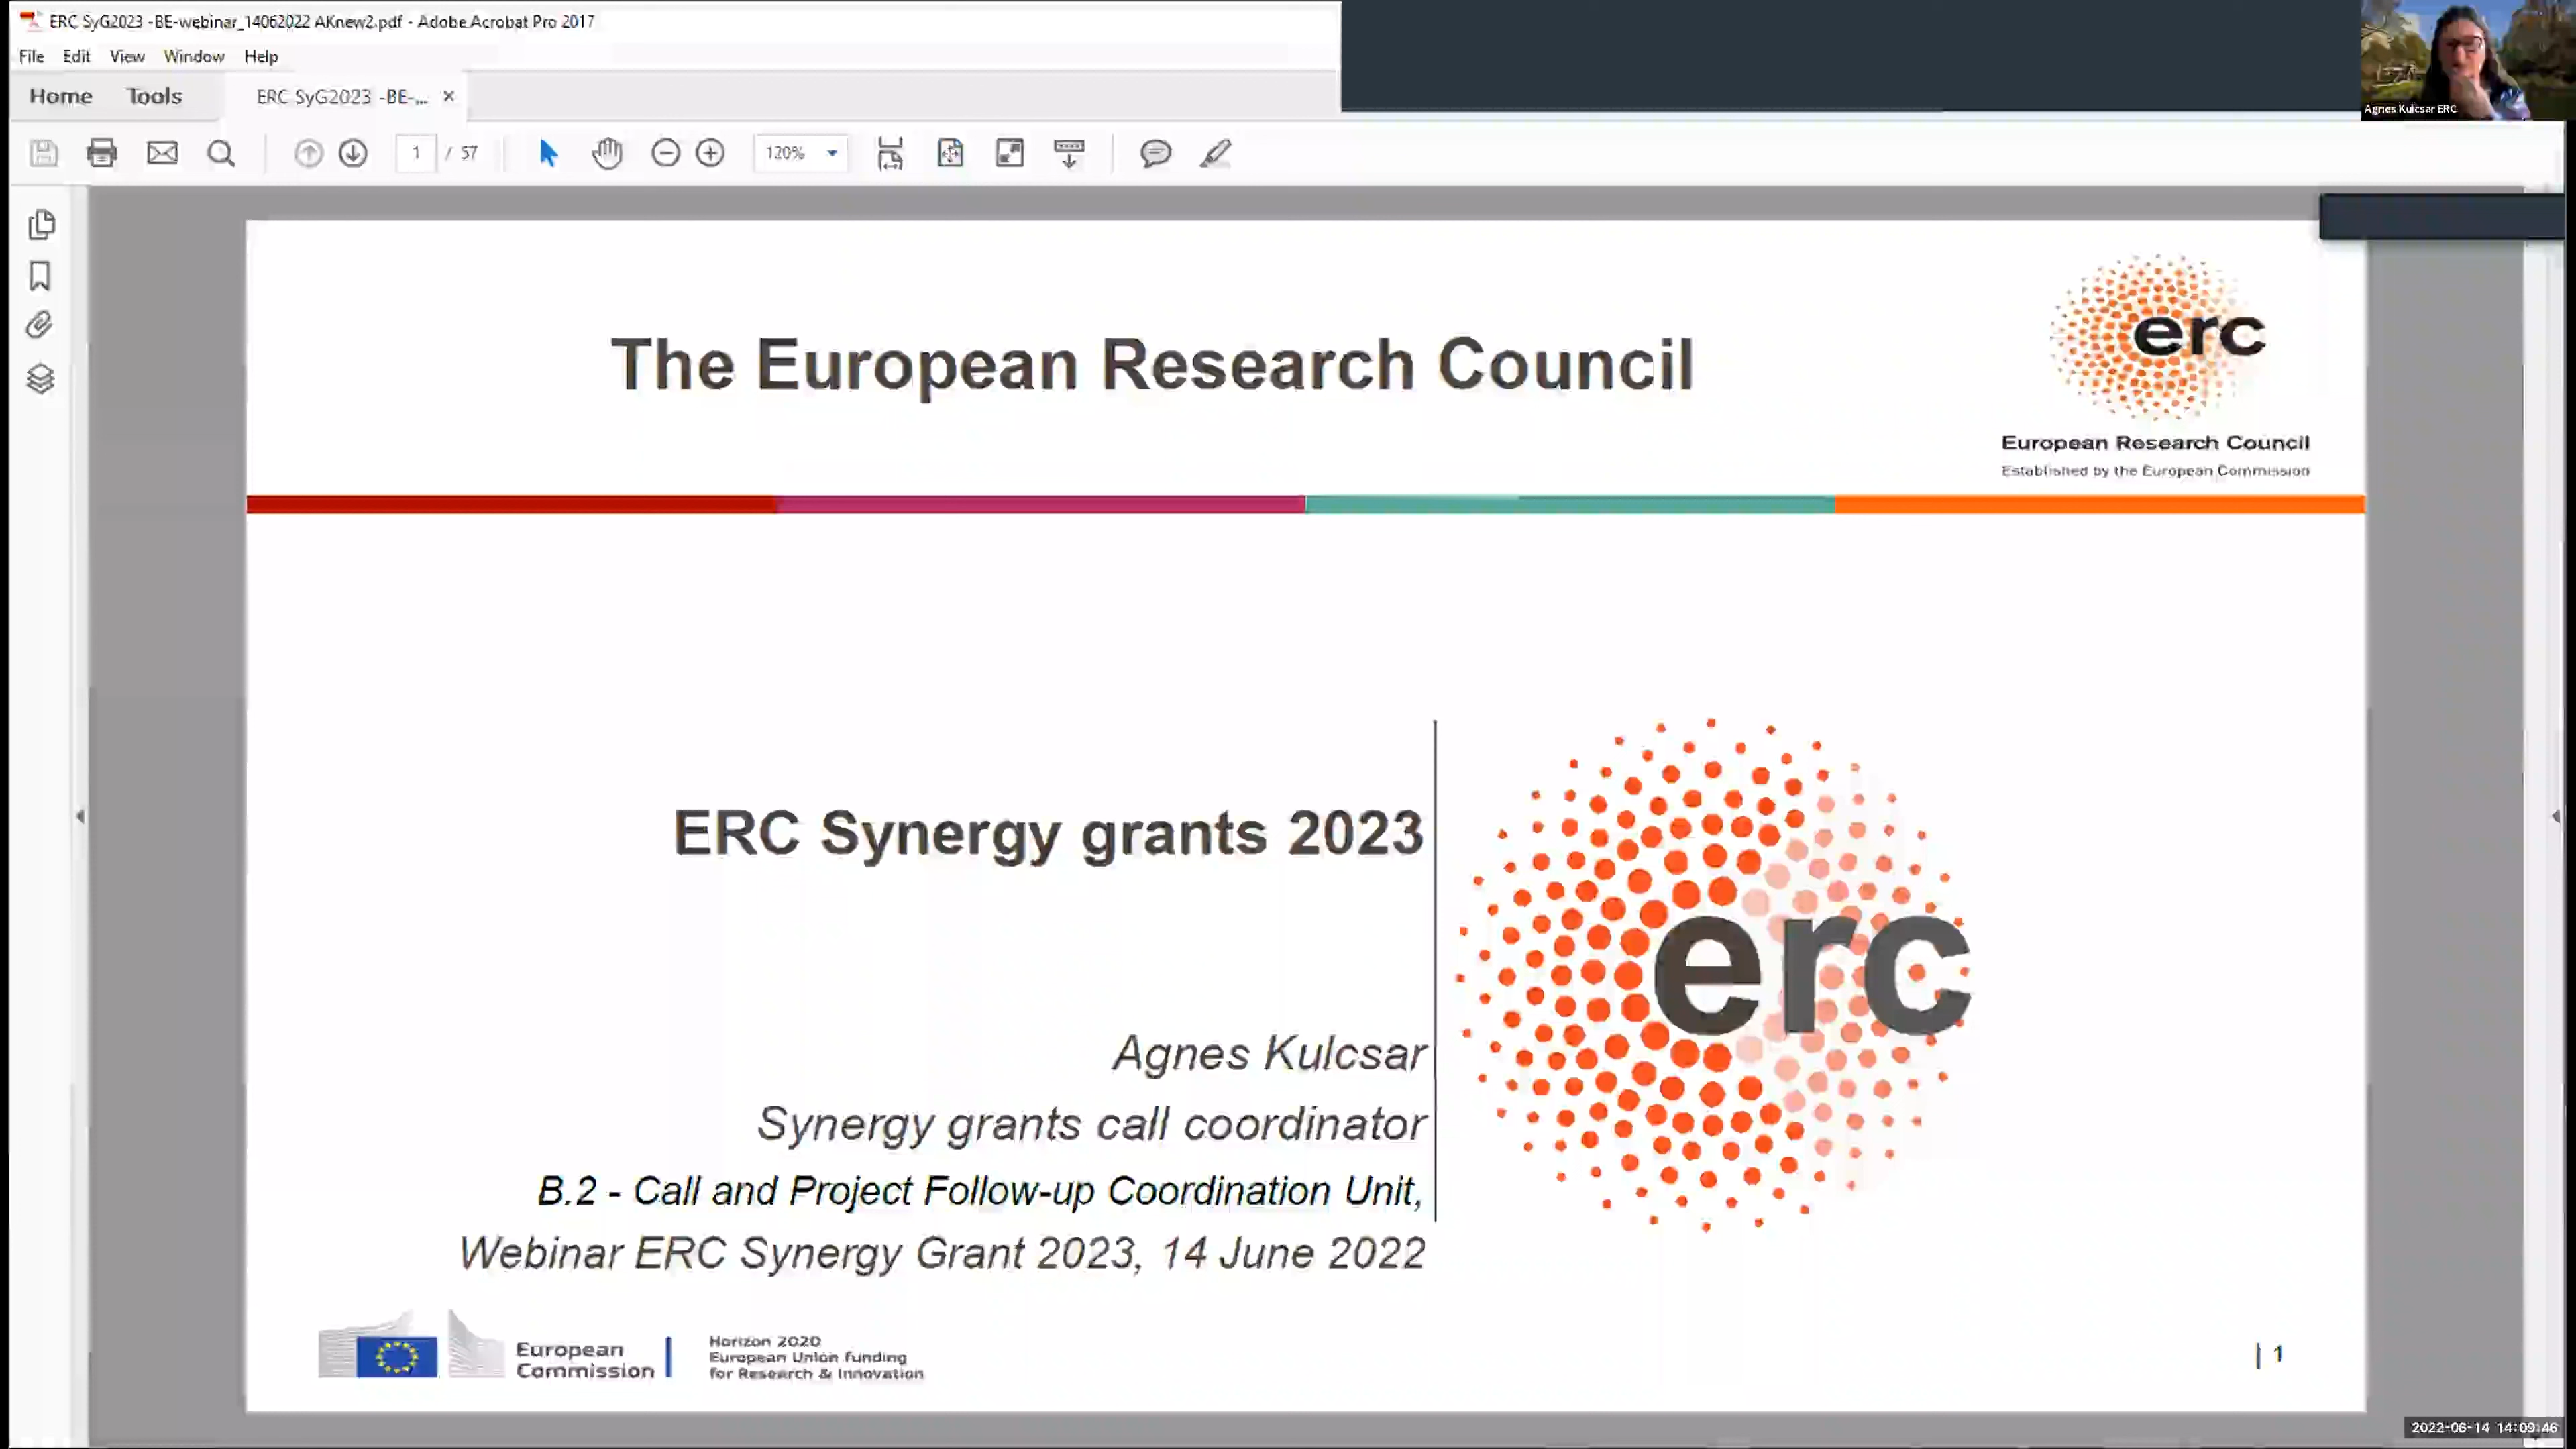 ERC SyG2023 -BE-webinar_14062022 AKnew2.pdf - Adobe Acrobat Pro 2017
File Edit View Window Help
Home Tools ERC SyG2023 -BE-... ×
1 / 57 120%
Agnes Kulcsar ERC
The European Research Council
erc
European Research Council
Established by the European Commission
ERC Synergy grants 2023
erc
Agnes Kulcsar
Synergy grants call coordinator
B.2 - Call and Project Follow-up Coordination Unit,
Webinar ERC Synergy Grant 2023, 14 June 2022
European
Commission
Horizon 2020
European Union funding
for Research & Innovation
| 1
2022-06-14 14:09:46